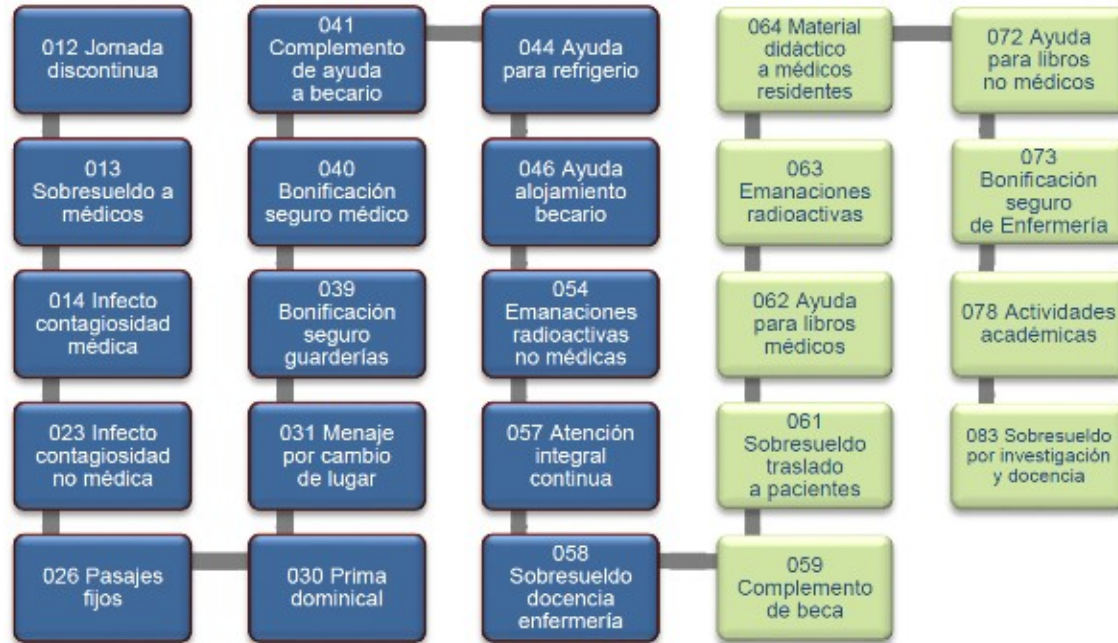 012 Jornada
discontinua
013
Sobresueldo a
médicos
014 Infecto
contagiosidad
médica
023 Infecto
contagiosidad
no médica
026 Pasajes
fijos
030 Prima
dominical
031 Menaje
por cambio
de lugar
039
Bonificación
seguro
guarderías
040
Bonificación
seguro médico
041
Complemento
de ayuda
a becario
044 Ayuda
para refrigerio
046 Ayuda
alojamiento
becario
054
Emanaciones
radioactivas
no médicas
057 Atención
integral
continua
058
Sobresueldo
docencia
enfermería
059
Complemento
de beca
061
Sobresueldo
traslado
a pacientes
062 Ayuda
para libros
médicos
063
Emanaciones
radioactivas
064 Material
didáctico
a médicos
residentes
072 Ayuda
para libros
no médicos
073
Bonificación
seguro
de Enfermería
078 Actividades
académicas
083 Sobresueldo
por investigación
y docencia